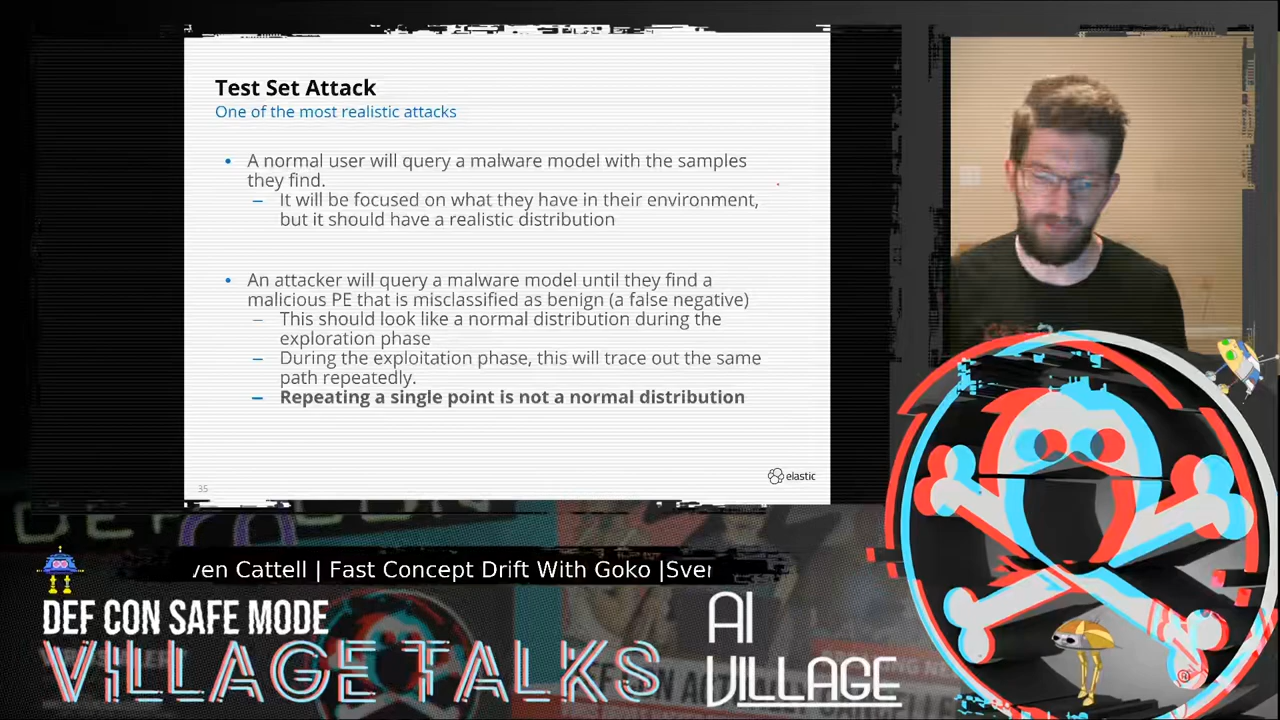 Test Set Attack
One of the most realistic attacks
• A normal user will query a malware model with the samples
they find.
– It will be focused on what they have in their environment,
but it should have a realistic distribution
• An attacker will query a malware model until they find a
malicious PE that is misclassified as benign (a false negative)
– This should look like a normal distribution during the
exploration phase
– During the exploitation phase, this will trace out the same
path repeatedly.
– Repeating a single point is not a normal distribution
35
elastic
ven Cattell | Fast Concept Drift With Goko |Sver
DEF CON SAFE MODE
VILLAGE TALKS
AI
VILLAGE